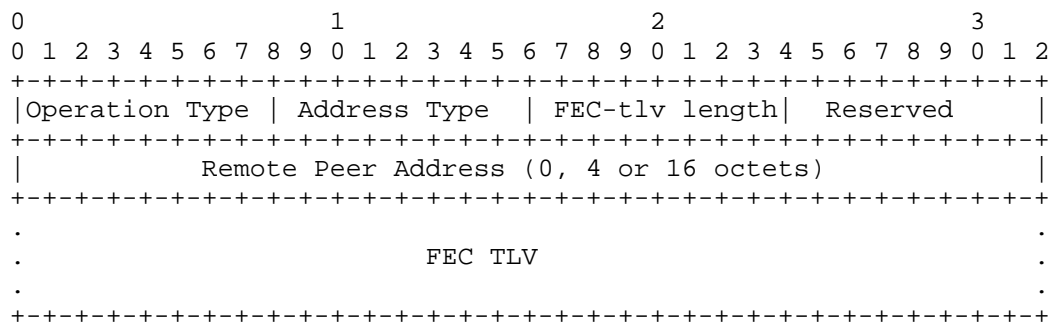 0                   1                   2                   3
0 1 2 3 4 5 6 7 8 9 0 1 2 3 4 5 6 7 8 9 0 1 2 3 4 5 6 7 8 9 0 1 2
+-+-+-+-+-+-+-+-+-+-+-+-+-+-+-+-+-+-+-+-+-+-+-+-+-+-+-+-+-+-+-+-+
|Operation Type | Address Type  | FEC-tlv length|  Reserved     |
+-+-+-+-+-+-+-+-+-+-+-+-+-+-+-+-+-+-+-+-+-+-+-+-+-+-+-+-+-+-+-+-+
|           Remote Peer Address (0, 4 or 16 octets)             |
+-+-+-+-+-+-+-+-+-+-+-+-+-+-+-+-+-+-+-+-+-+-+-+-+-+-+-+-+-+-+-+-+
.                                                               .
.                         FEC TLV                               .
.                                                               .
+-+-+-+-+-+-+-+-+-+-+-+-+-+-+-+-+-+-+-+-+-+-+-+-+-+-+-+-+-+-+-+-+